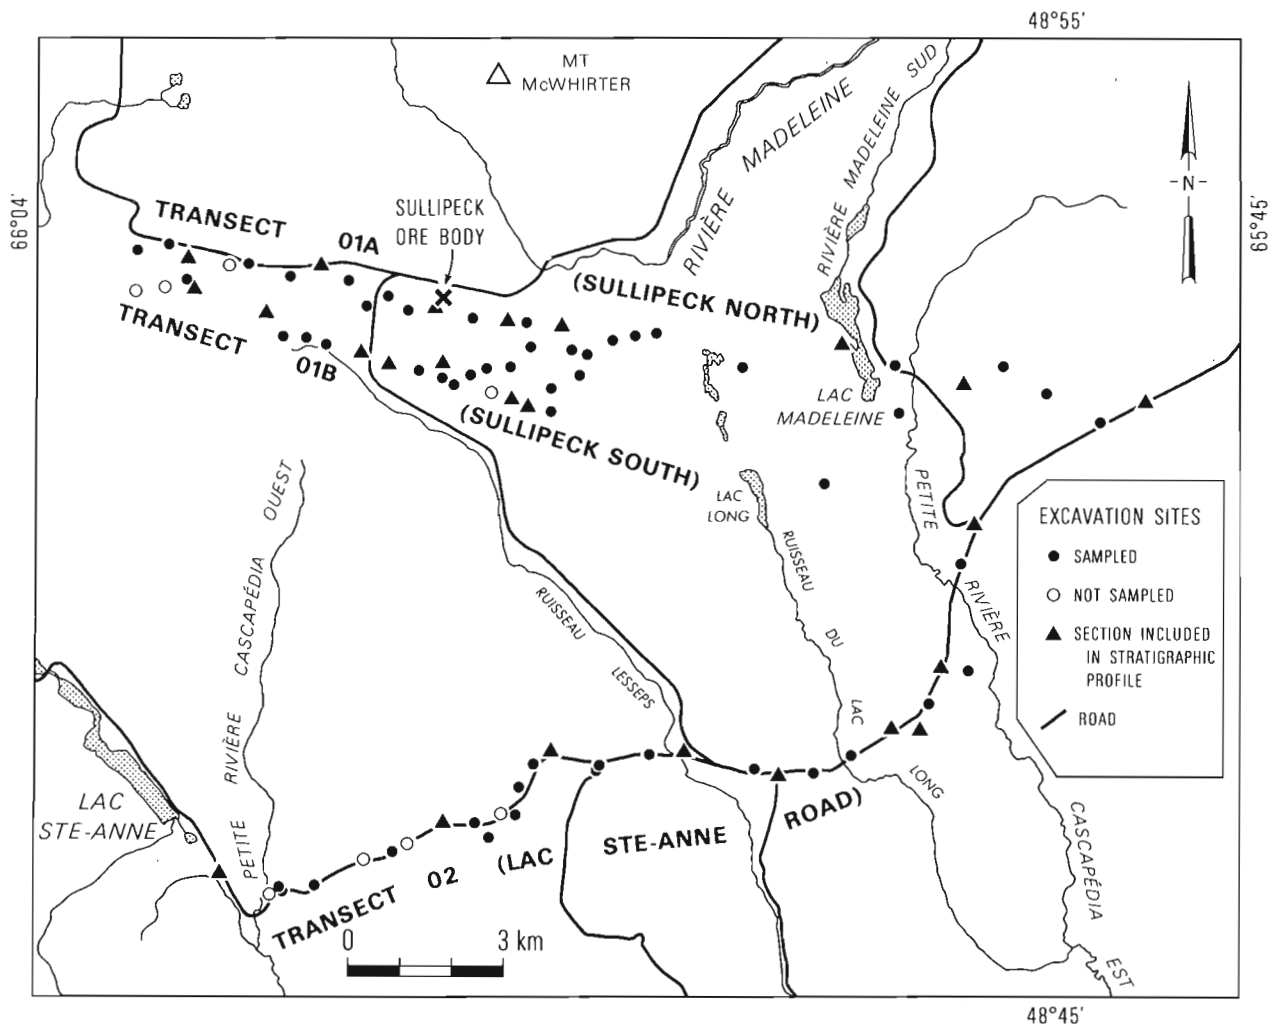 48°55'
MT
McWHIRTER
RIVIÈRE MADELEINE
RIVIÈRE MADELEINE SUD
N
66°04'
65°45'
TRANSECT 01A (SULLIPECK NORTH)
SULLIPECK
ORE BODY
TRANSECT 01B (SULLIPECK SOUTH)
LAC
MADELEINE
LAC
LONG
PETITE RIVIÈRE CASCAPÉDIA OUEST
RUISSEAU LESSEPS
RUISSEAU DU LAC LONG
PETITE RIVIÈRE CASCAPÉDIA EST
EXCAVATION SITES
SAMPLED
NOT SAMPLED
SECTION INCLUDED
IN STRATIGRAPHIC
PROFILE
ROAD
LAC
STE-ANNE
TRANSECT 02 (LAC STE-ANNE ROAD)
0 3 km
48°45'